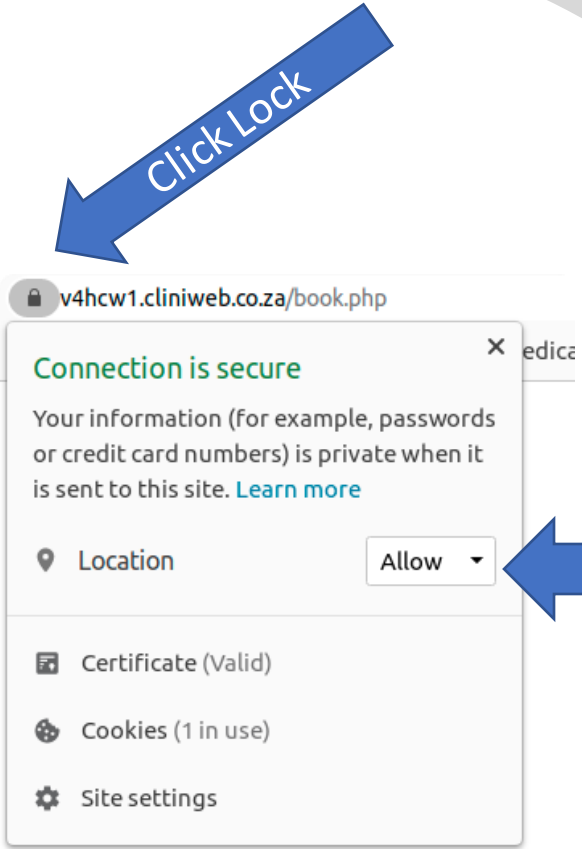 Click Lock
v4hcw1.cliniweb.co.za/book.php
edica
Connection is secure
Your information (for example, passwords
or credit card numbers) is private when it
is sent to this site. Learn more
Location Allow
Certificate (Valid)
Cookies (1 in use)
Site settings